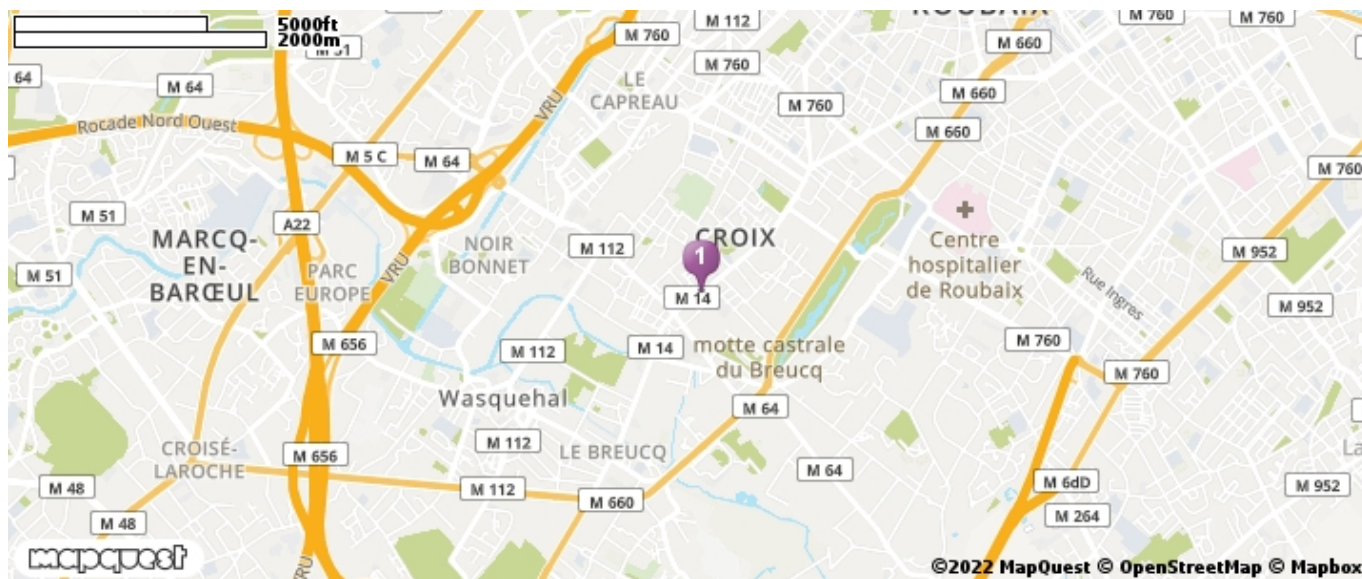 5000ft
2000m
M 64
M 64
Rocade Nord Ouest
M 5 C
M 64
VRU
M 760
M 112
M 760
LE
CAPREAU
M 760
ROUBAIX
M 660
M 660
M 660
M 760
M 760
M 760
M 51
A22
MARCQ-
EN-
BARŒUL
M 51
PARC
EUROPE
VRU
NOIR
BONNET
M 112
CROIX
1
M 14
Centre
hospitalier
de Roubaix
M 952
Rue Ingres
M 952
M 656
M 112
M 14
motte castrale
du Breucq
M 760
M 760
Wasquehal
M 64
CROISÉ-
LAROCHE
M 656
M 112
LE BREUCQ
M 64
M 48
M 112
M 660
M 6dD
M 952
M 48
M 264
VRU
mapquest
©2022 MapQuest © OpenStreetMap © Mapbox